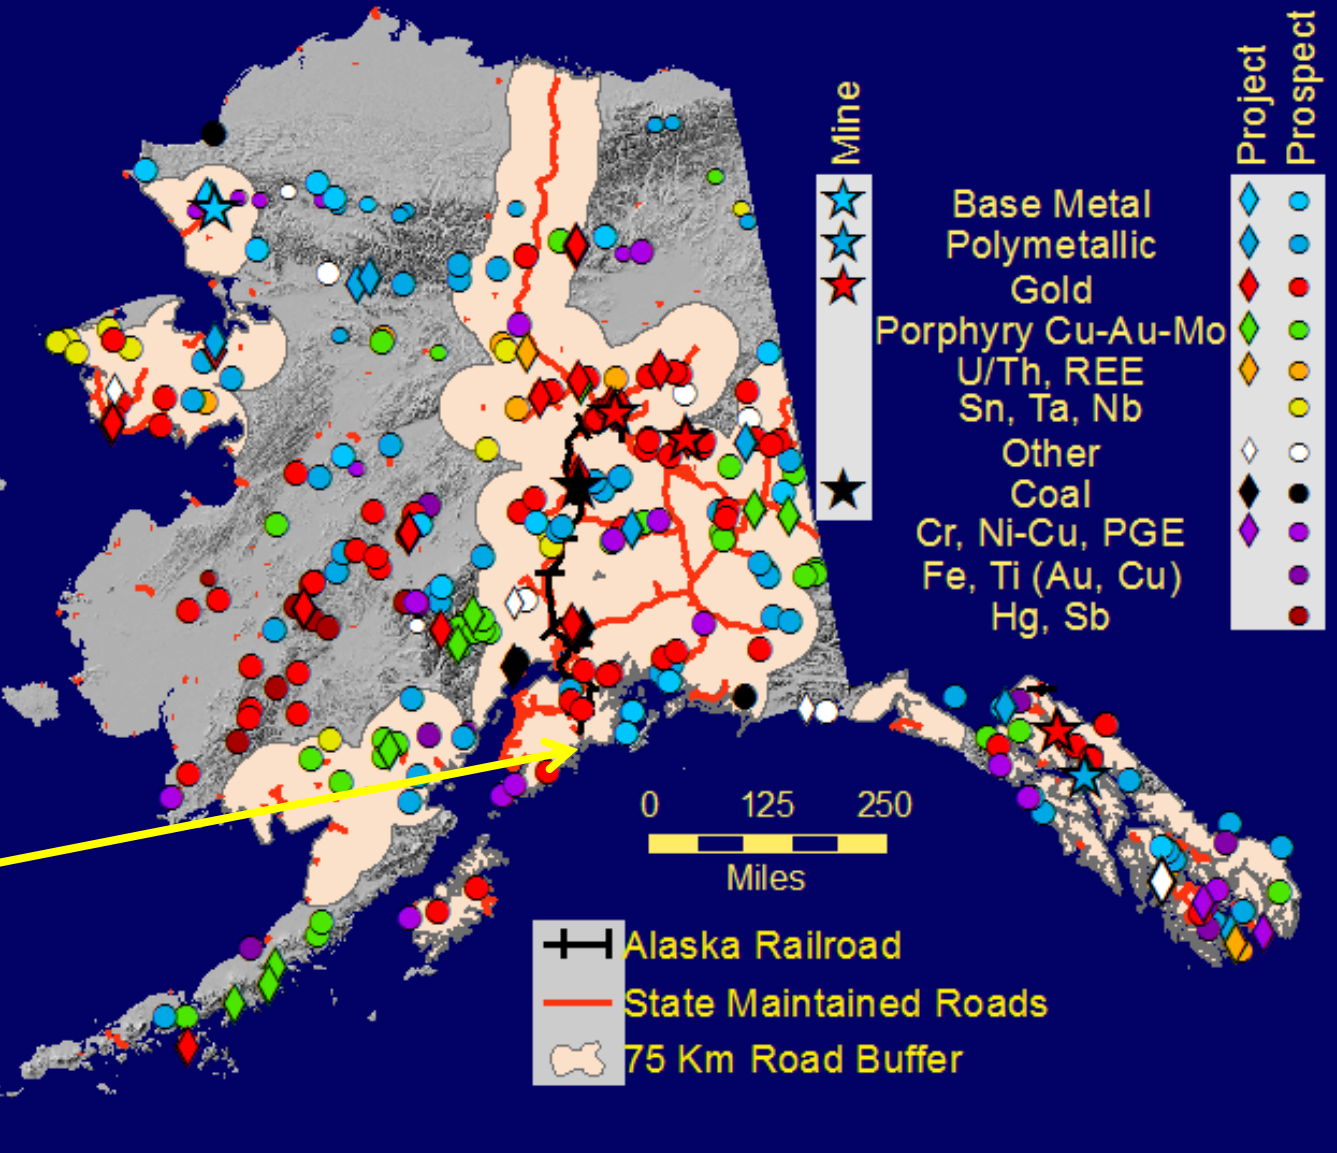 Mine
Project
Prospect
Base Metal
Polymetallic
Gold
Porphyry Cu-Au-Mo
U/Th, REE
Sn, Ta, Nb
Other
Coal
Cr, Ni-Cu, PGE
Fe, Ti (Au, Cu)
Hg, Sb
0 125 250
Miles
Alaska Railroad
State Maintained Roads
75 Km Road Buffer